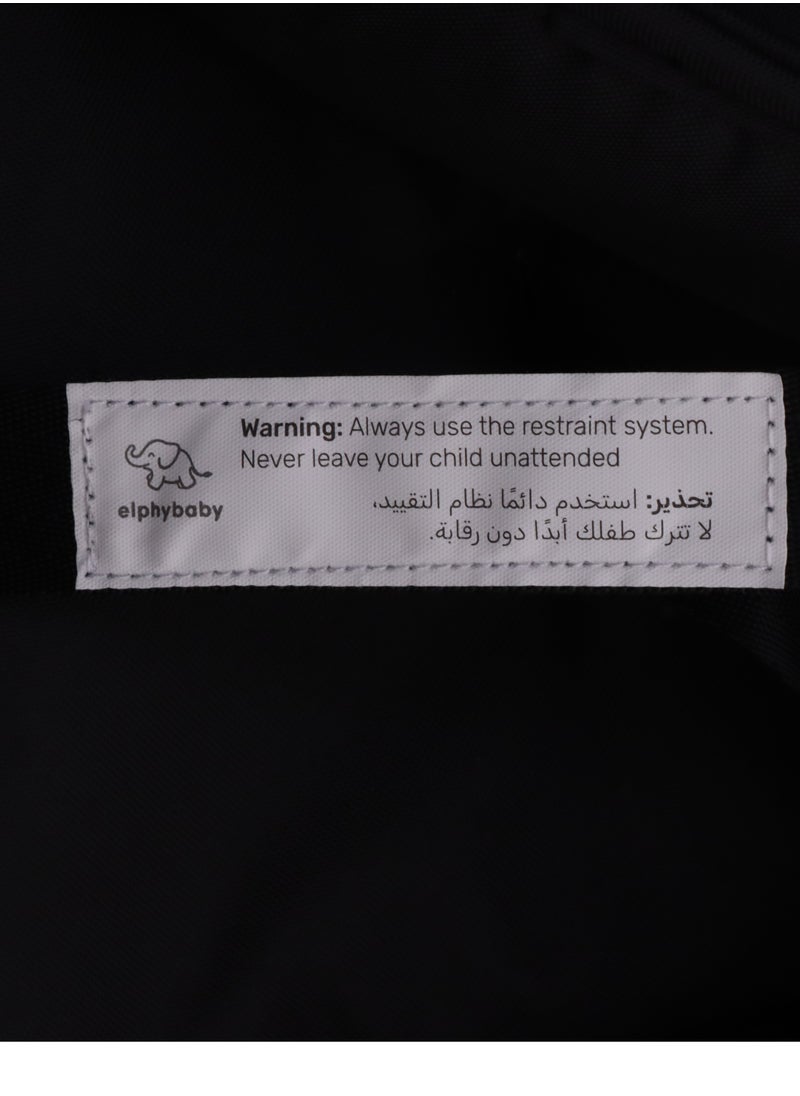 elphybaby
Warning: Always use the restraint system.
Never leave your child unattended
تحذير: استخدم دائمًا نظام التقييد،
لا تترك طفلك أبدًا دون رقابة.